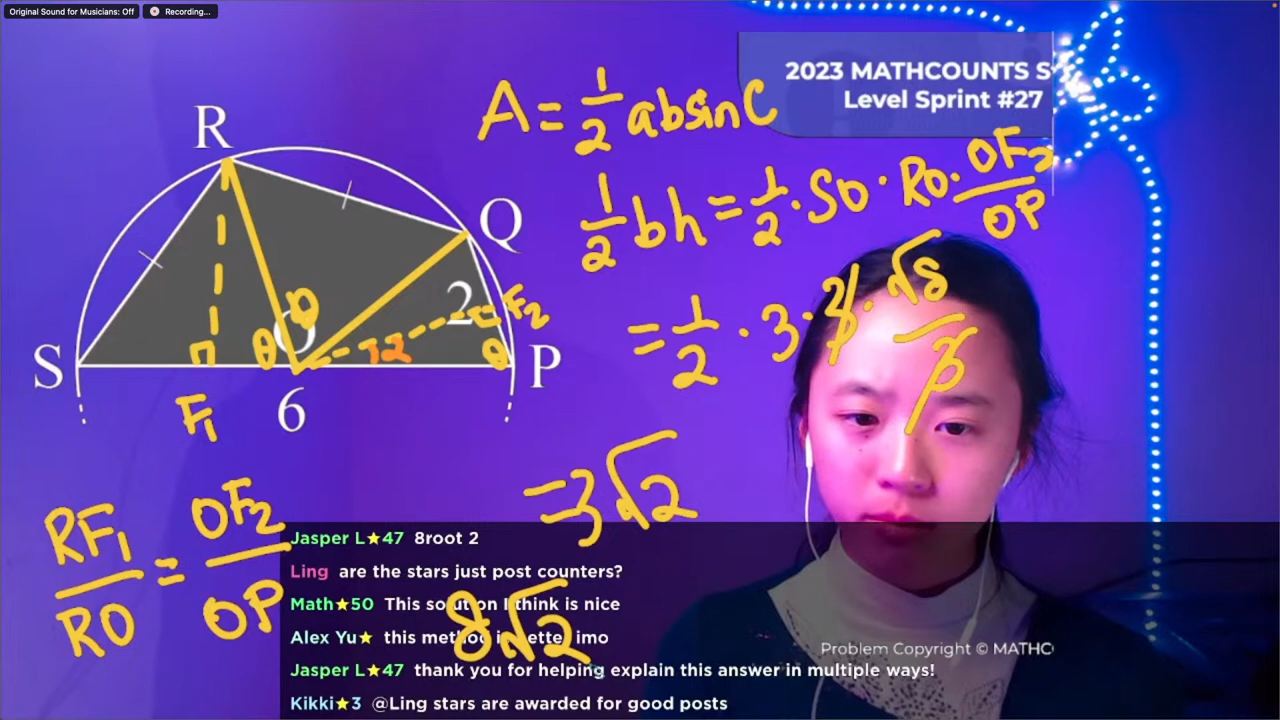 Original Sound for Musicians: Off
Recording...
2023 MATHCOUNTS S
Level Sprint #27
A = 1/2 absinC
1/2 bh = 1/2 · SO · RO · OF₂/OP
= 1/2 · 3 · 3 · √8/3
= 3√2
8√2
R
Q
S
P
O
2
6
θ
θ
θ
F₁
F₂
RF₁/RO = OF₂/OP
Jasper L★47 8root 2
Ling are the stars just post counters?
Math★50 This solution I think is nice
Alex Yu★ this method is better imo
Jasper L★47 thank you for helping explain this answer in multiple ways!
Kikki★3 @Ling stars are awarded for good posts
Problem Copyright © MATHC